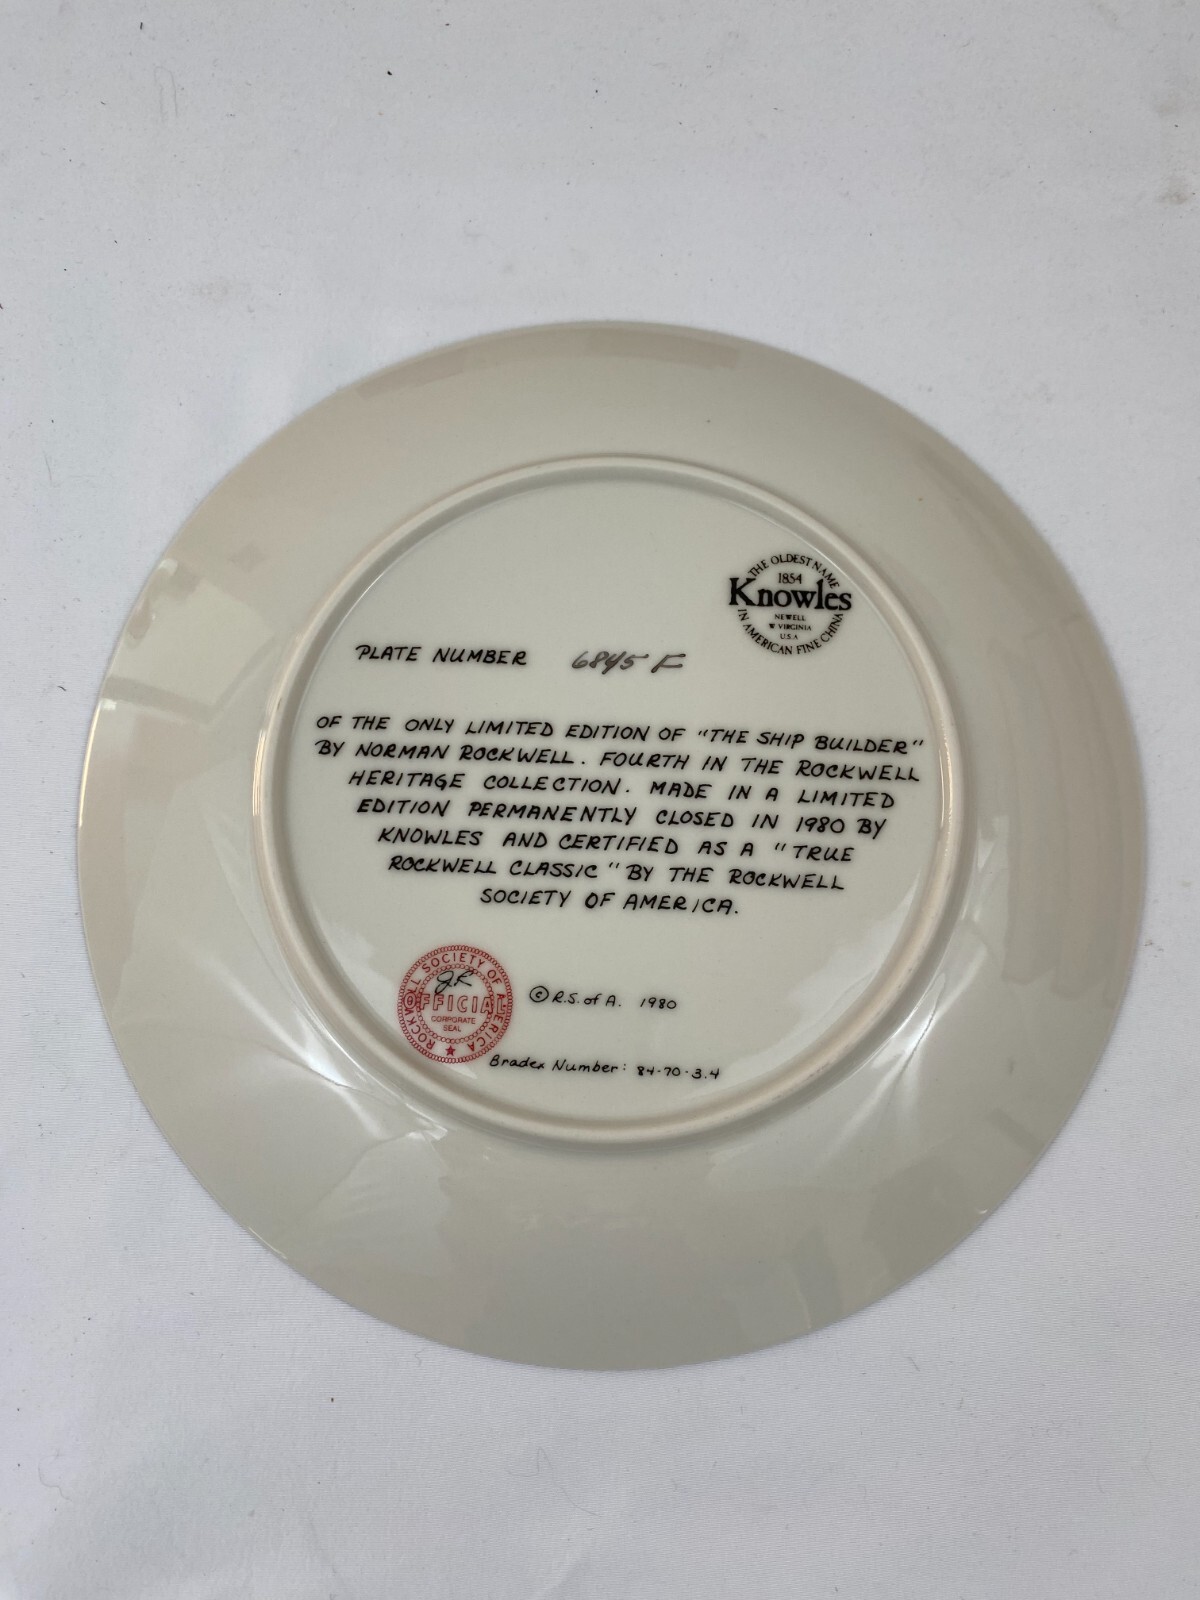 THE OLDEST NAME
1854
Knowles
NEWELL
W VIRGINIA
U.S.A
IN AMERICAN FINE CHINA
PLATE NUMBER 6845 F
OF THE ONLY LIMITED EDITION OF "THE SHIP BUILDER"
BY NORMAN ROCKWELL. FOURTH IN THE ROCKWELL
HERITAGE COLLECTION. MADE IN A LIMITED
EDITION PERMANENTLY CLOSED IN 1980 BY
KNOWLES AND CERTIFIED AS A "TRUE
ROCKWELL CLASSIC" BY THE ROCKWELL
SOCIETY OF AMERICA.
ROCKWELL SOCIETY OF AMERICA
OFFICIAL
CORPORATE
SEAL
© R.S. of A. 1980
Bradex Number: 84-70-3.4